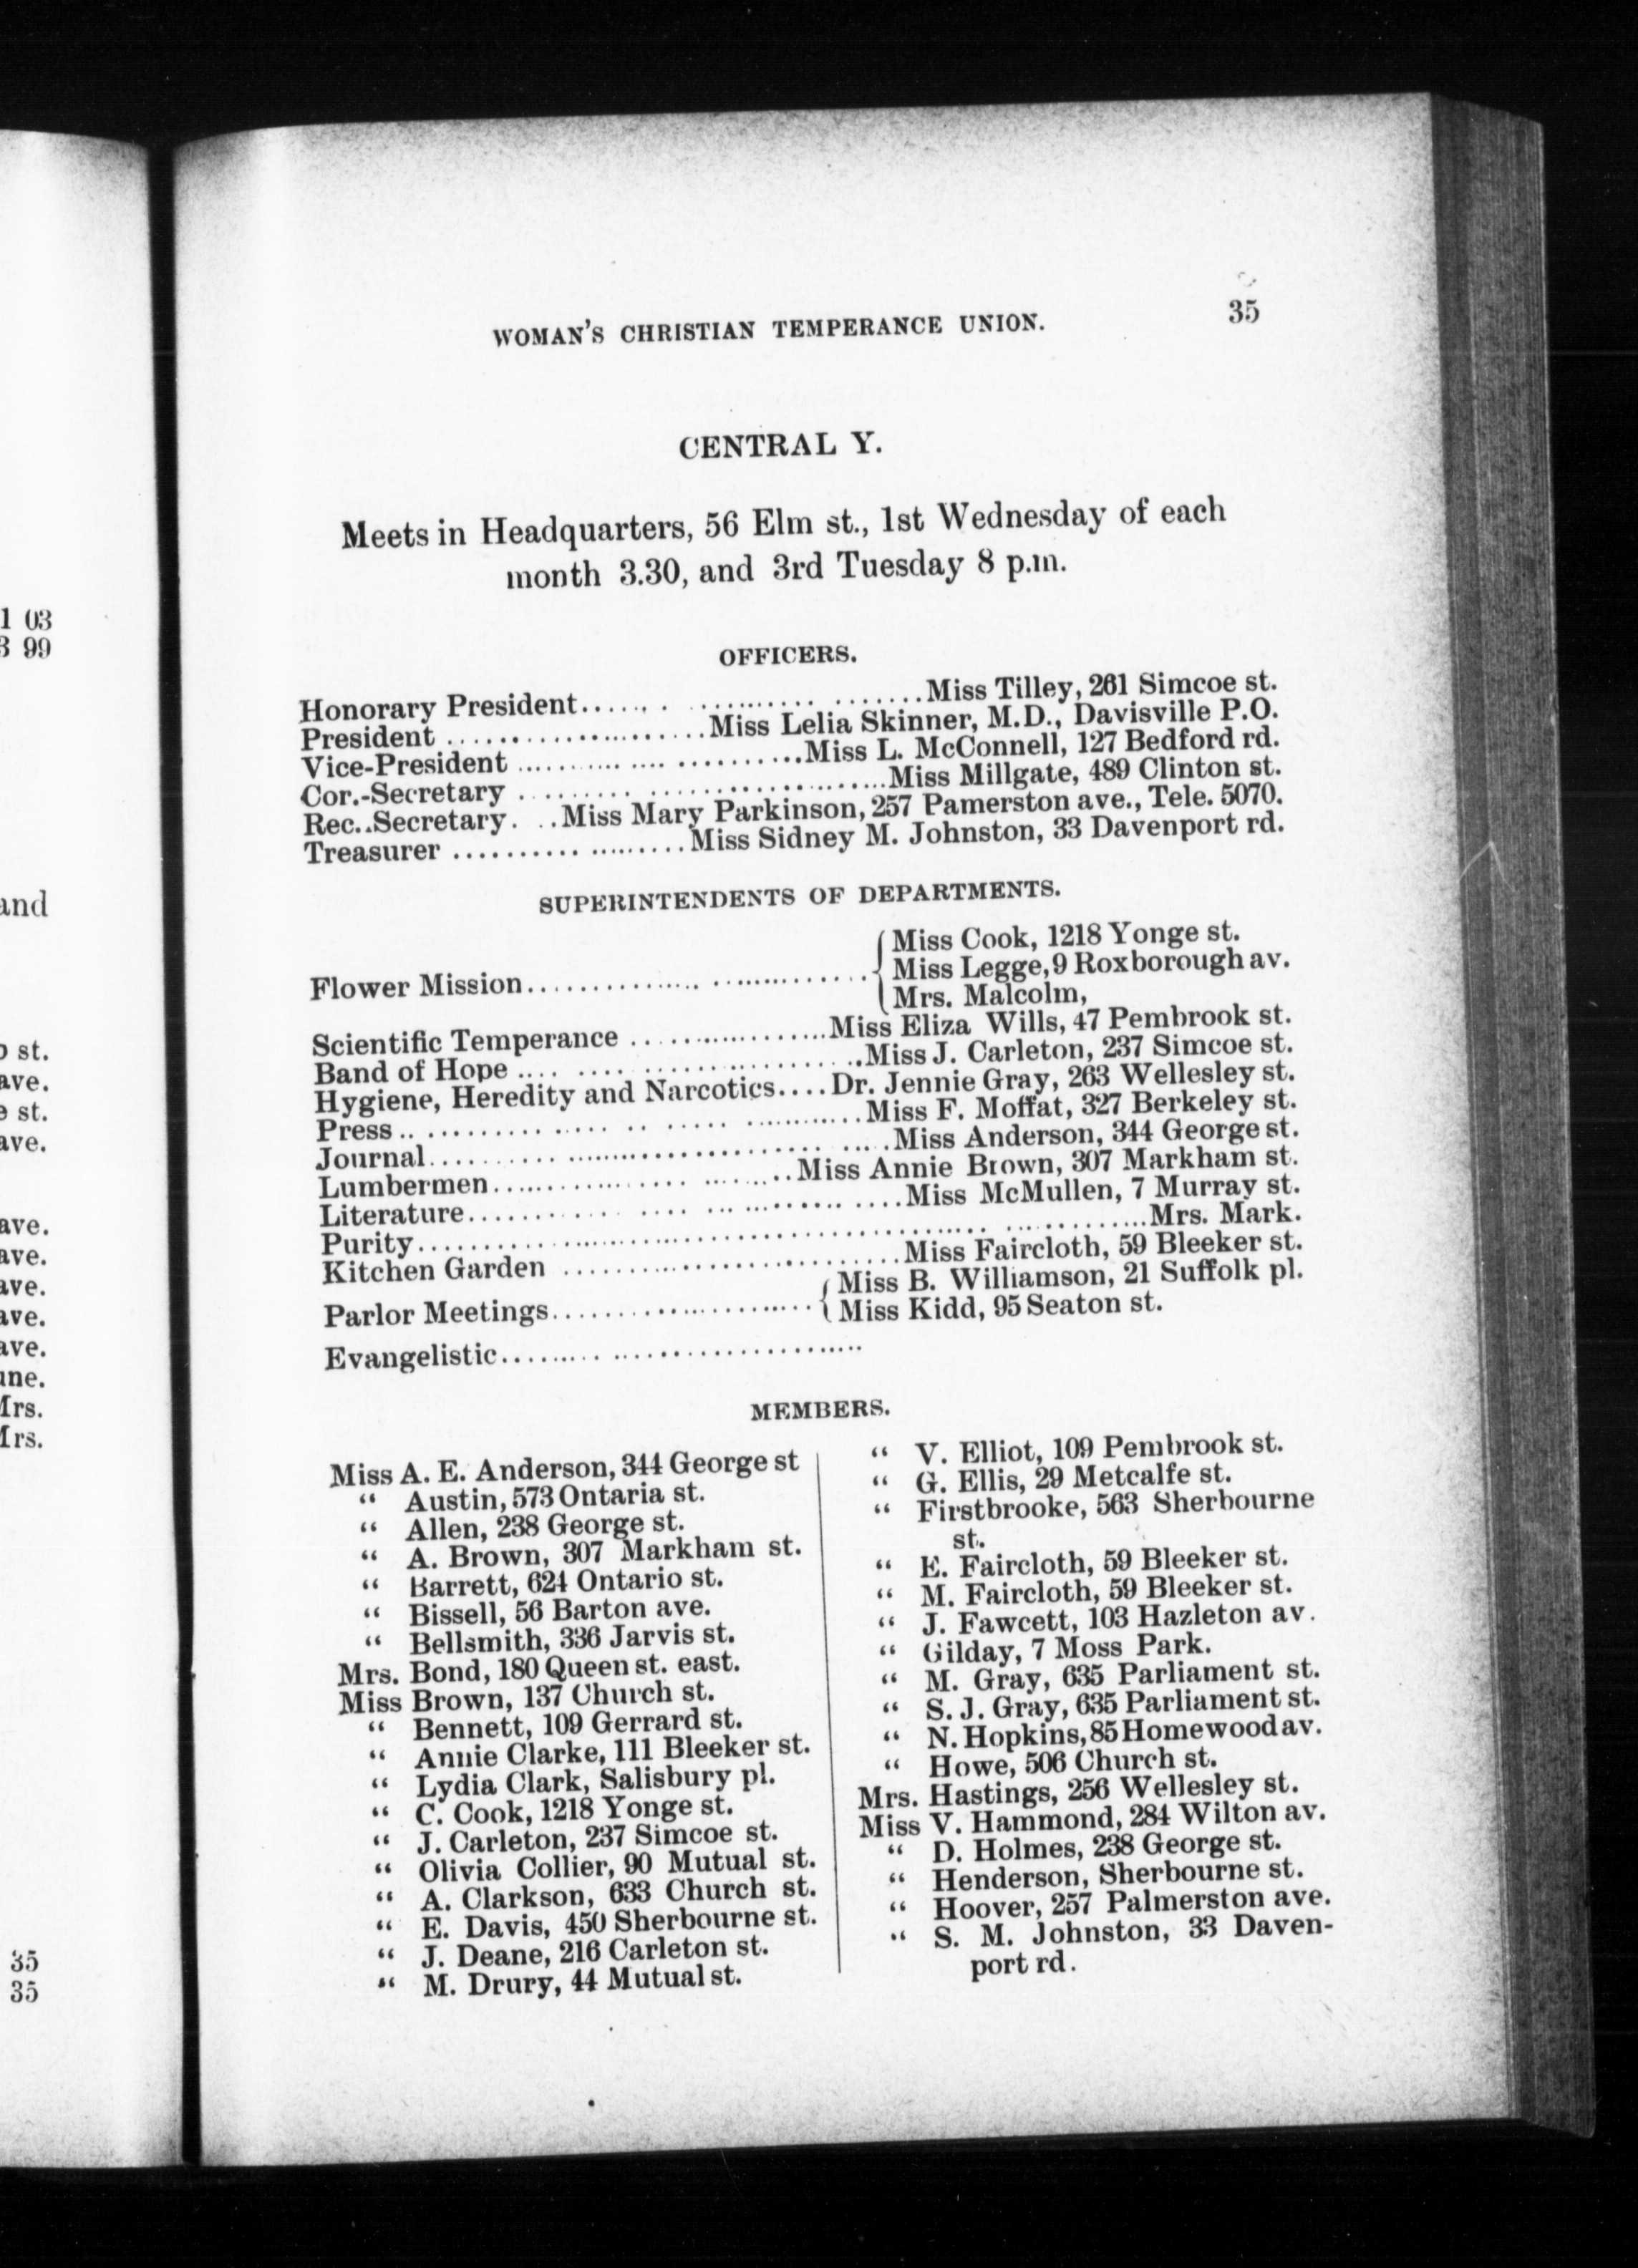 1 03
3 99
and
st.
ave.
st.
ave.
ave.
ave.
ave.
ave.
ave.
35
35
WOMAN'S CHRISTIAN TEMPERANCE UNION. 35
CENTRAL Y.
Meets in Headquarters, 56 Elm st., 1st Wednesday of each
month 3.30, and 3rd Tuesday 8 p.m.
OFFICERS.
Honorary President.................Miss Tilley, 261 Simcoe st.
President ....................Miss Lelia Skinner, M.D., Davisville P.O.
Vice-President ....................Miss L. McConnell, 127 Bedford rd.
Cor.-Secretary ....................Miss Millgate, 489 Clinton st.
Rec..Secretary. ..Miss Mary Parkinson, 257 Pamerston ave., Tele. 5070.
Treasurer ...................Miss Sidney M. Johnston, 33 Davenport rd.
SUPERINTENDENTS OF DEPARTMENTS.
Miss Cook, 1218 Yonge st.
Flower Mission.........................{Miss Legge, 9 Roxborough av.
Mrs. Malcolm,
Scientific Temperance ...............Miss Eliza Wills, 47 Pembrook st.
Band of Hope .........................Miss J. Carleton, 237 Simcoe st.
Hygiene, Heredity and Narcotics....Dr. Jennie Gray, 263 Wellesley st.
Press.................................Miss F. Moffat, 327 Berkeley st.
Journal..................................Miss Anderson, 344 George st.
Lumbermen.......................Miss Annie Brown, 307 Markham st.
Literature...............................Miss McMullen, 7 Murray st.
Purity..................................................Mrs. Mark.
Kitchen Garden .........................Miss Faircloth, 59 Bleeker st.
Parlor Meetings....................{Miss B. Williamson, 21 Suffolk pl.
Miss Kidd, 95 Seaton st.
Evangelistic...........................
MEMBERS.
Miss A. E. Anderson, 344 George st
“ Austin, 573 Ontaria st.
“ Allen, 238 George st.
“ A. Brown, 307 Markham st.
“ Barrett, 624 Ontario st.
“ Bissell, 56 Barton ave.
“ Bellsmith, 336 Jarvis st.
Mrs. Bond, 180 Queen st. east.
Miss Brown, 137 Church st.
“ Bennett, 109 Gerrard st.
“ Annie Clarke, 111 Bleeker st.
“ Lydia Clark, Salisbury pl.
“ C. Cook, 1218 Yonge st.
“ J. Carleton, 237 Simcoe st.
“ Olivia Collier, 90 Mutual st.
“ A. Clarkson, 633 Church st.
“ E. Davis, 450 Sherbourne st.
“ J. Deane, 216 Carleton st.
“ M. Drury, 44 Mutual st.
“ V. Elliot, 109 Pembrook st.
“ G. Ellis, 29 Metcalfe st.
“ Firstbrooke, 563 Sherbourne
st.
“ E. Faircloth, 59 Bleeker st.
“ M. Faircloth, 59 Bleeker st.
“ J. Fawcett, 103 Hazleton av.
“ Gilday, 7 Moss Park.
“ M. Gray, 635 Parliament st.
“ S. J. Gray, 635 Parliament st.
“ N. Hopkins, 85 Homewood av.
“ Howe, 506 Church st.
Mrs. Hastings, 256 Wellesley st.
Miss V. Hammond, 284 Wilton av.
“ D. Holmes, 238 George st.
“ Henderson, Sherbourne st.
“ Hoover, 257 Palmerston ave.
“ S. M. Johnston, 33 Daven-
port rd.